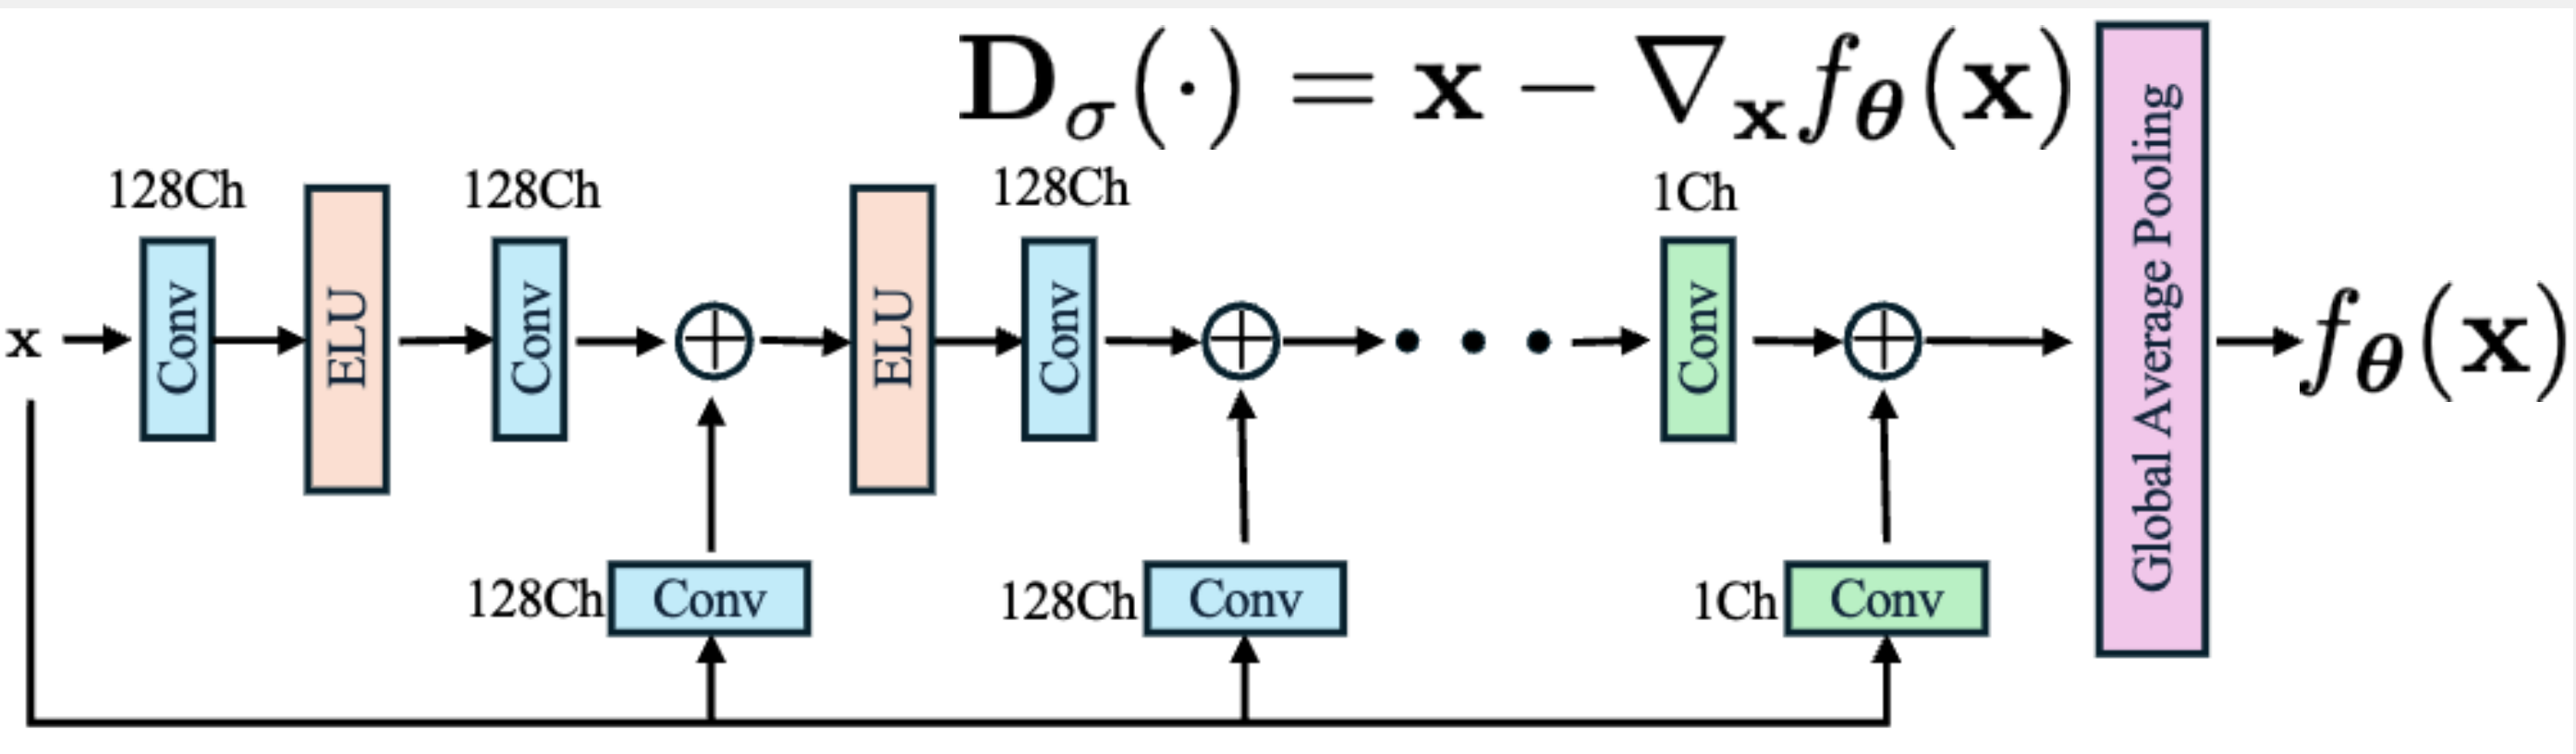 D_σ(·) = x − ∇_x f_θ(x)
128Ch
128Ch
128Ch
1Ch
x
Conv
ELU
Conv
ELU
Conv
Conv
Global Average Pooling
f_θ(x)
128Ch
Conv
128Ch
Conv
1Ch
Conv